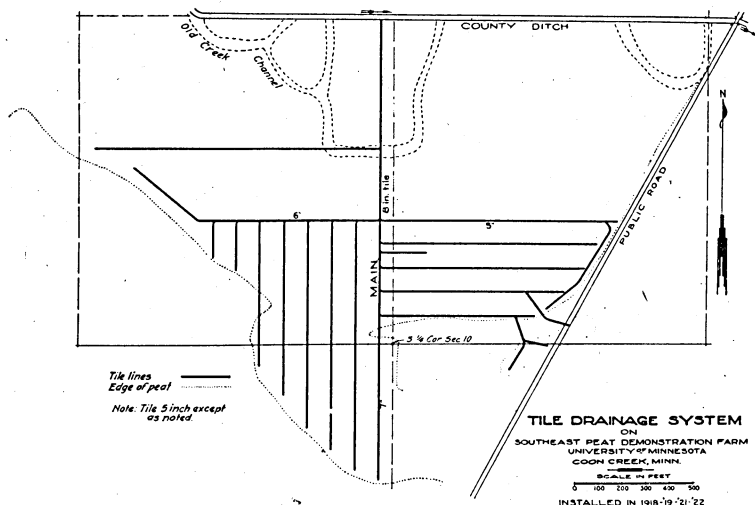 COUNTY DITCH
Old Creek
Channel
N
8 in. tile
PUBLIC ROAD
6"
5"
MAIN
S ¼ Cor Sec 10
7"
Tile lines
Edge of peat
Note: Tile 5 inch except
as noted.
TILE DRAINAGE SYSTEM
ON
SOUTHEAST PEAT DEMONSTRATION FARM
UNIVERSITY OF MINNESOTA
COON CREEK, MINN.
SCALE IN FEET
0 100 200 300 400 500
INSTALLED IN 1918-'19-'21-'22